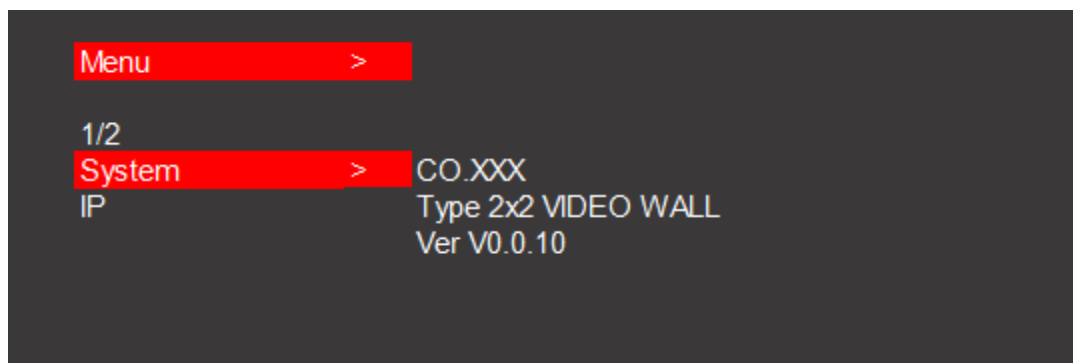 Menu >
1/2
System > CO.XXX
IP Type 2x2 VIDEO WALL
Ver V0.0.10